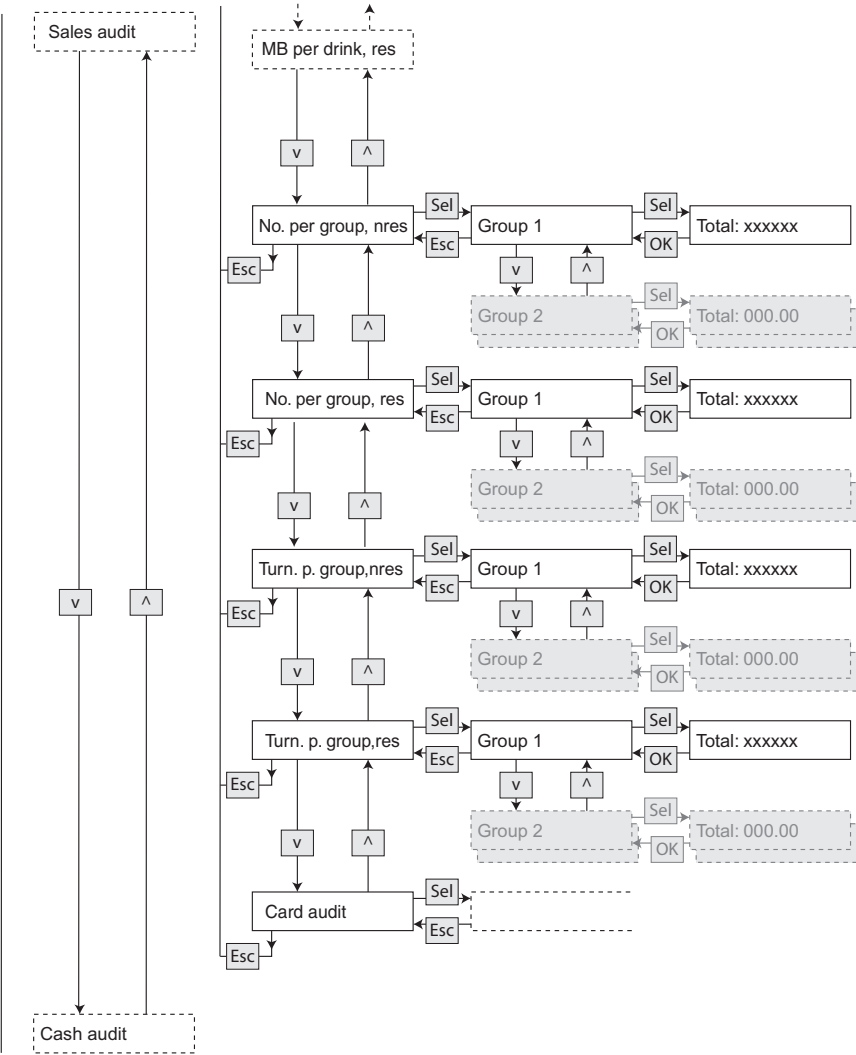 Sales audit
MB per drink, res
v ^
No. per group, nres Sel Group 1 Sel Total: xxxxxx
Esc OK
Esc v ^
Group 2 Sel Total: 000.00
OK
v ^
No. per group, res Sel Group 1 Sel Total: xxxxxx
Esc OK
Esc v ^
Group 2 Sel Total: 000.00
OK
v ^
Turn. p. group,nres Sel Group 1 Sel Total: xxxxxx
Esc OK
v ^ Esc v ^
Group 2 Sel Total: 000.00
OK
v ^
Turn. p. group,res Sel Group 1 Sel Total: xxxxxx
Esc OK
Esc v ^
Group 2 Sel Total: 000.00
OK
v ^
Card audit Sel
Esc
Esc
Cash audit